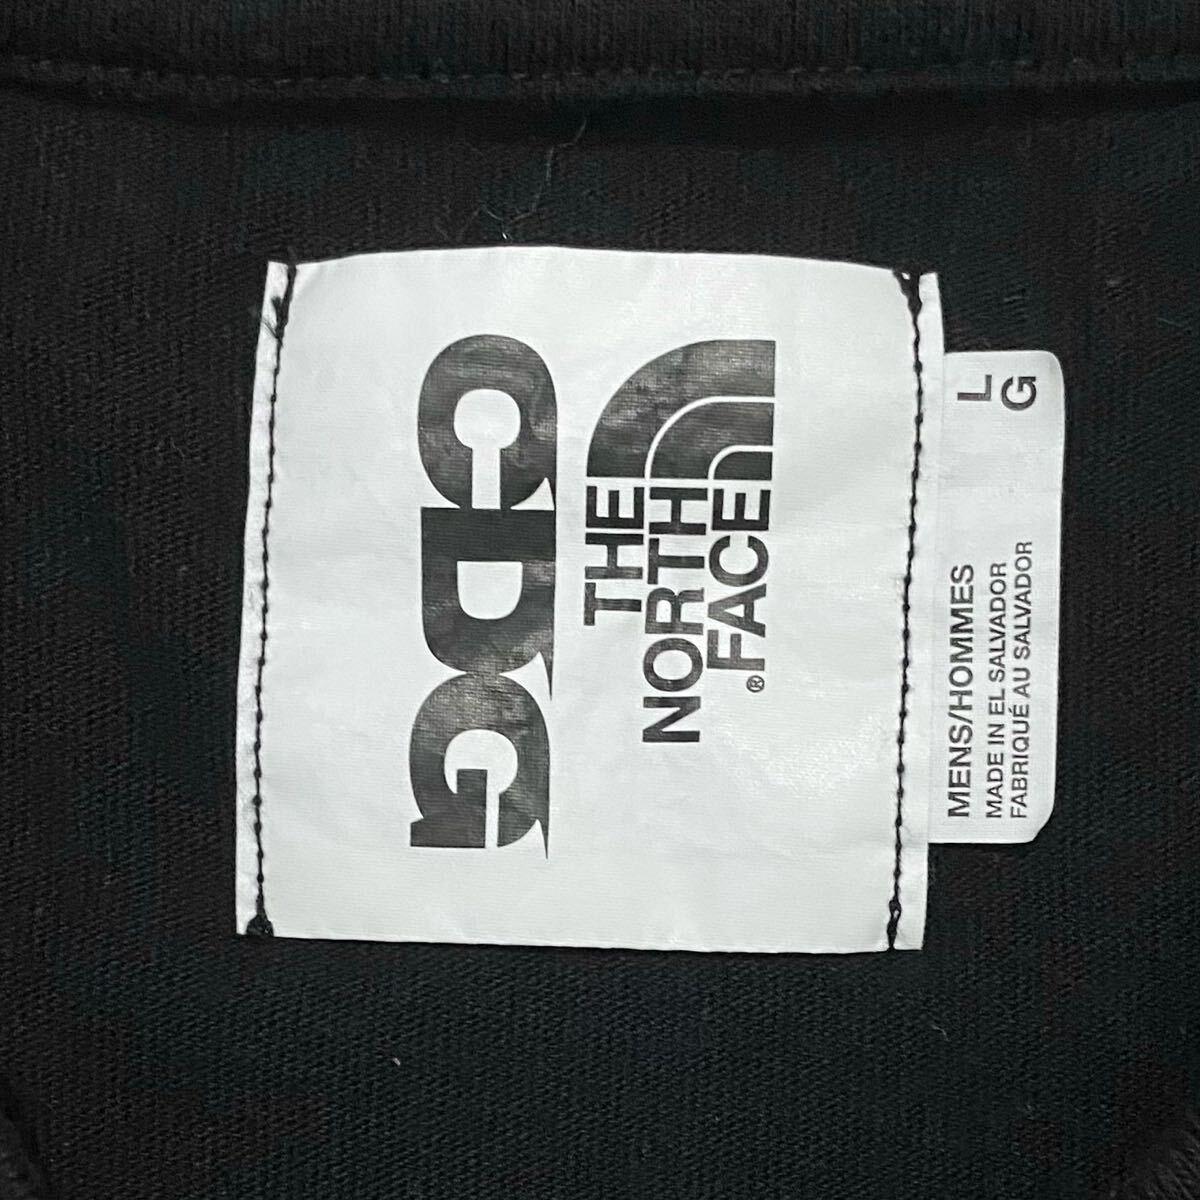 CDG
THE
NORTH
FACE®
L
G
MENS/HOMMES
MADE IN EL SALVADOR
FABRIQUÉ AU SALVADOR